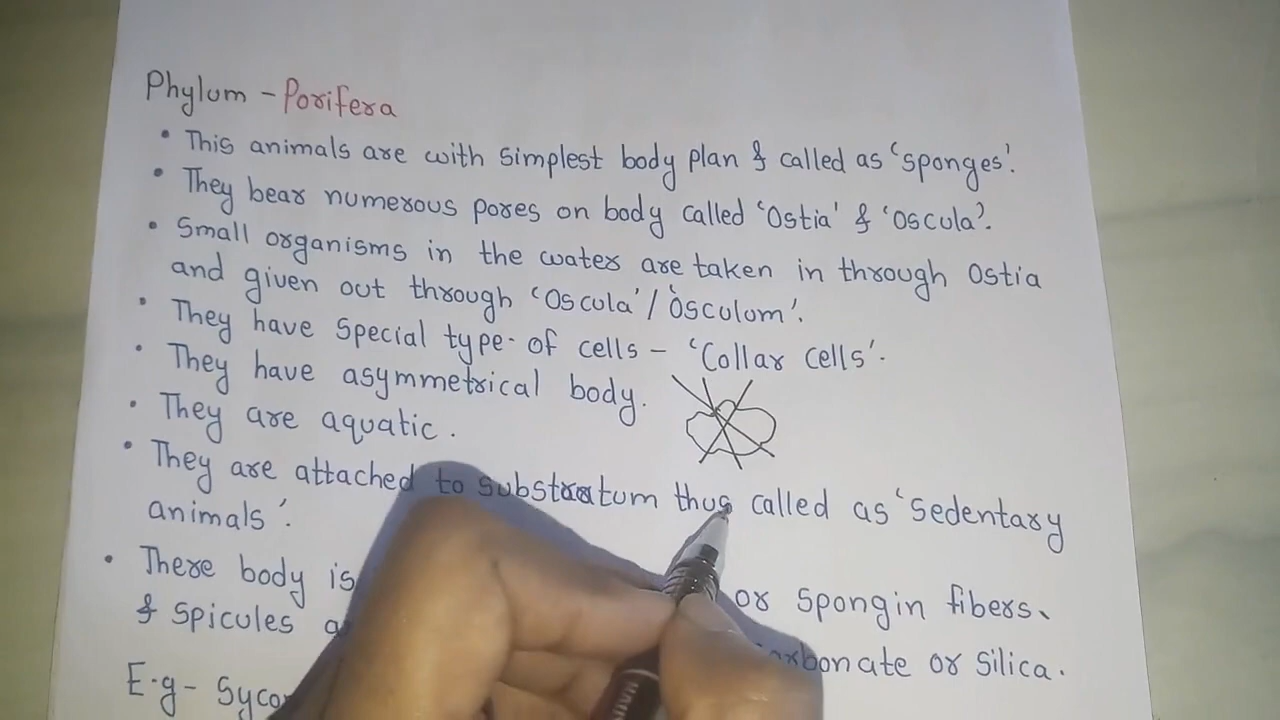 Phylum - Porifera
• This animals are with simplest body plan & called as 'sponges'.
• They bear numerous pores on body called 'Ostia' & 'Oscula'.
• Small organisms in the water are taken in through Ostia
and given out through 'Oscula' / 'Osculum'.
• They have special type of cells - 'Collar cells'.
• They have asymmetrical body.
• They are aquatic.
• They are attached to substratum thus called as 'Sedentary
animals'.
• There body is or Spongin fibers.
& Spicules or Silica.
E.g -